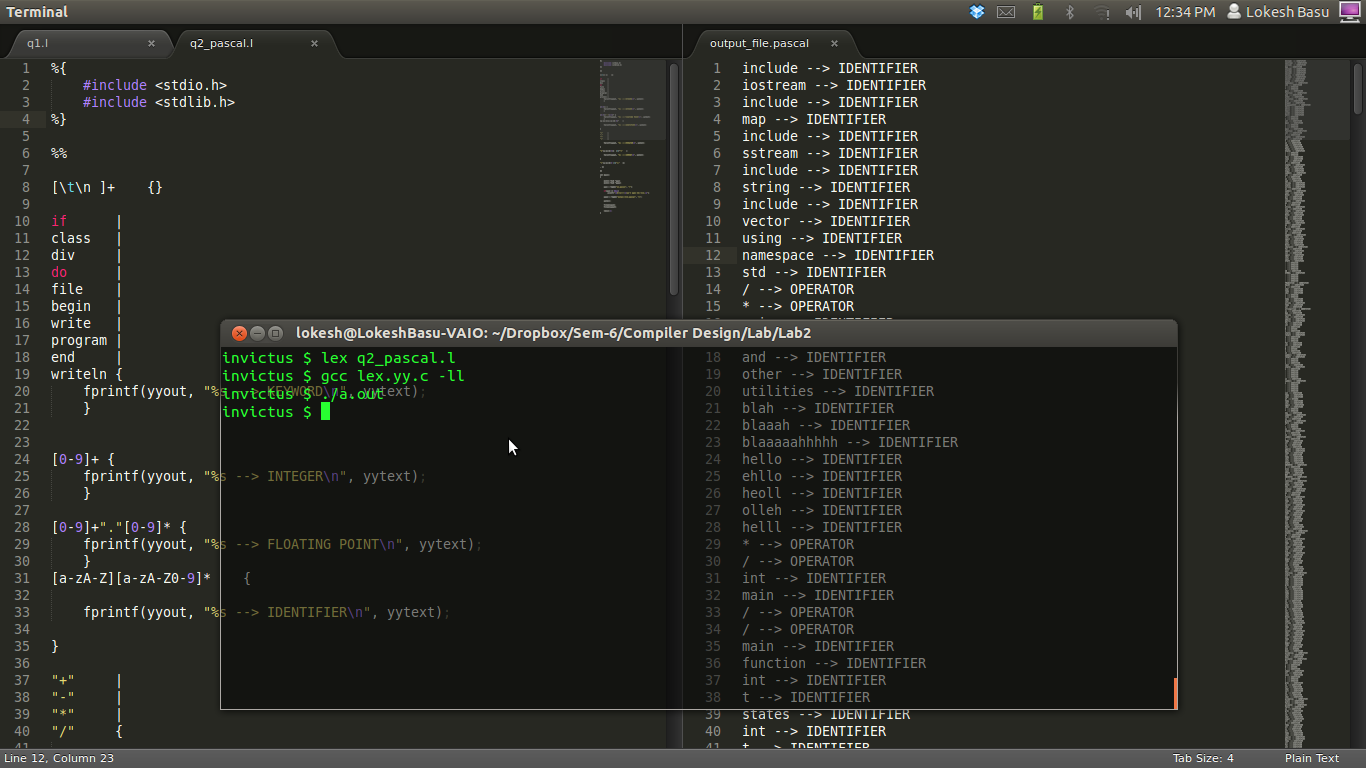 Terminal
12:34 PM Lokesh Basu
q1.l × q2_pascal.l ×
1 %{
2 #include <stdio.h>
3 #include <stdlib.h>
4 %}
5
6 %%
7
8 [\t\n ]+ {}
9
10 if |
11 class |
12 div |
13 do |
14 file |
15 begin |
16 write |
17 program |
18 end |
19 writeln {
20 fprintf(yyout, "%s --> KEYWORD\n", yytext);
21 }
22
23
24 [0-9]+ {
25 fprintf(yyout, "%s --> INTEGER\n", yytext);
26 }
27
28 [0-9]+"."[0-9]* {
29 fprintf(yyout, "%s --> FLOATING POINT\n", yytext);
30 }
31 [a-zA-Z][a-zA-Z0-9]* {
32
33 fprintf(yyout, "%s --> IDENTIFIER\n", yytext);
34
35 }
36
37 "+" |
38 "-" |
39 "*" |
40 "/" {
41
output_file.pascal ×
1 include --> IDENTIFIER
2 iostream --> IDENTIFIER
3 include --> IDENTIFIER
4 map --> IDENTIFIER
5 include --> IDENTIFIER
6 sstream --> IDENTIFIER
7 include --> IDENTIFIER
8 string --> IDENTIFIER
9 include --> IDENTIFIER
10 vector --> IDENTIFIER
11 using --> IDENTIFIER
12 namespace --> IDENTIFIER
13 std --> IDENTIFIER
14 / --> OPERATOR
15 * --> OPERATOR
18 and --> IDENTIFIER
19 other --> IDENTIFIER
20 utilities --> IDENTIFIER
21 blah --> IDENTIFIER
22 blaaah --> IDENTIFIER
23 blaaaaahhhhh --> IDENTIFIER
24 hello --> IDENTIFIER
25 ehllo --> IDENTIFIER
26 heoll --> IDENTIFIER
27 olleh --> IDENTIFIER
28 helll --> IDENTIFIER
29 * --> OPERATOR
30 / --> OPERATOR
31 int --> IDENTIFIER
32 main --> IDENTIFIER
33 / --> OPERATOR
34 / --> OPERATOR
35 main --> IDENTIFIER
36 function --> IDENTIFIER
37 int --> IDENTIFIER
38 t --> IDENTIFIER
39 states --> IDENTIFIER
40 int --> IDENTIFIER
41 t --> IDENTIFIER
lokesh@LokeshBasu-VAIO: ~/Dropbox/Sem-6/Compiler Design/Lab/Lab2
invictus $ lex q2_pascal.l
invictus $ gcc lex.yy.c -ll
invictus $ ./a.out
invictus $
Line 12, Column 23
Tab Size: 4 Plain Text